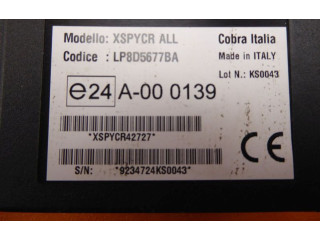 Modello: XSPYCR ALL Cobra Italia
Codice : LP8D5677BA Made in ITALY
Lot N.: KS0043
e24 A-00 0139
*XSPYCR42727*
CE
S/N: *9234724KS0043*